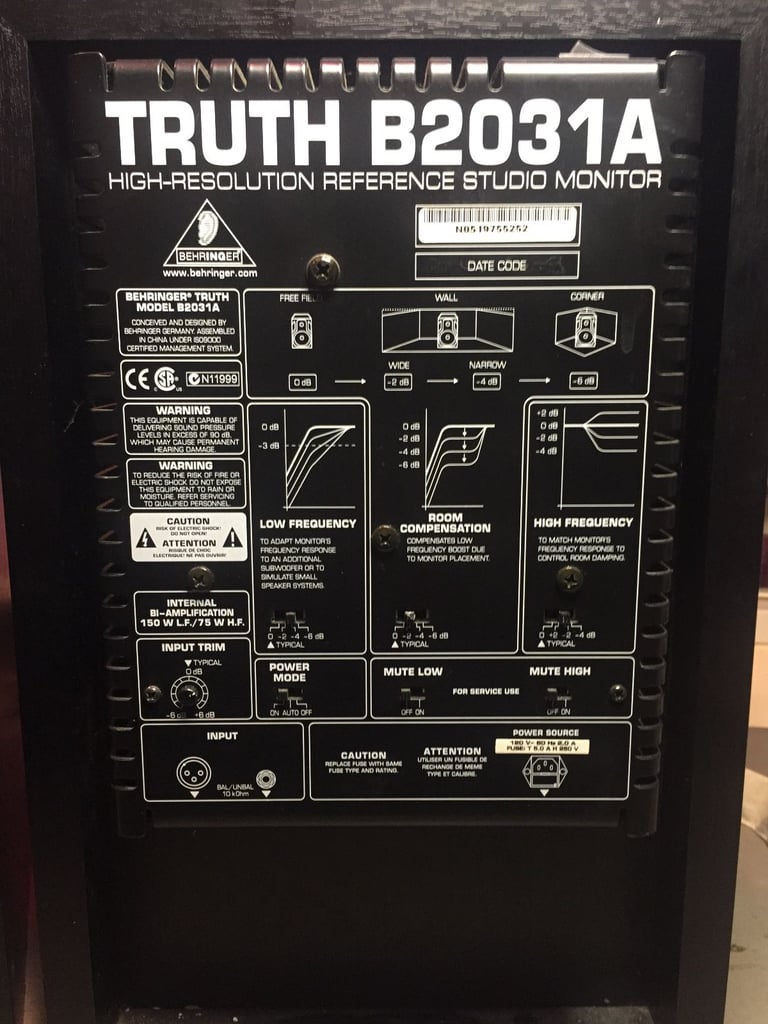 TRUTH B2031A
HIGH-RESOLUTION REFERENCE STUDIO MONITOR
BEHRINGER
www.behringer.com
N0519755252
DATE CODE
BEHRINGER® TRUTH
MODEL B2031A
CONCEIVED AND DESIGNED BY
BEHRINGER GERMANY. ASSEMBLED
IN CHINA UNDER ISO9000
CERTIFIED MANAGEMENT SYSTEM.
CE SA C US N11999
FREE WALL CORNER
WIDE NARROW
0 dB -2 dB -4 dB -6 dB
WARNING
THIS EQUIPMENT IS CAPABLE OF
DELIVERING SOUND PRESSURE
LEVELS IN EXCESS OF 90 dB,
WHICH MAY CAUSE PERMANENT
HEARING DAMAGE.
WARNING
TO REDUCE THE RISK OF FIRE OR
ELECTRIC SHOCK DO NOT EXPOSE
THIS EQUIPMENT TO RAIN OR
MOISTURE. REFER SERVICING
TO QUALIFIED PERSONNEL.
CAUTION
RISK OF ELECTRIC SHOCK!
DO NOT OPEN!
ATTENTION
RISQUE DE CHOC
ELECTRIQUE! NE PAS OUVRIR!
INTERNAL
BI-AMPLIFICATION
150 W L.F./75 W H.F.
0 dB
-3 dB
LOW FREQUENCY
TO ADAPT MONITOR'S
FREQUENCY RESPONSE
TO AN ADDITIONAL
SUBWOOFER OR TO
SIMULATE SMALL
SPEAKER SYSTEMS.
0 -2 -4 -6 dB
▲ TYPICAL
0 dB
-2 dB
-4 dB
-6 dB
ROOM
COMPENSATION
COMPENSATES LOW
FREQUENCY BOOST DUE
TO MONITOR PLACEMENT.
0 -2 -4 -6 dB
▲ TYPICAL
+2 dB
0 dB
-2 dB
-4 dB
HIGH FREQUENCY
TO MATCH MONITOR'S
FREQUENCY RESPONSE TO
CONTROL ROOM DAMPING.
0 +2 -2 -4 dB
▲ TYPICAL
INPUT TRIM
▼ TYPICAL
0 dB
-6 dB +6 dB
POWER
MODE
ON AUTO OFF
MUTE LOW
OFF ON
FOR SERVICE USE
MUTE HIGH
OFF ON
INPUT
BAL/UNBAL
10 kOhm
CAUTION
REPLACE FUSE WITH SAME
FUSE TYPE AND RATING.
ATTENTION
UTILISER UN FUSIBLE DE
RECHANGE DE MEME
TYPE ET CALIBRE.
POWER SOURCE
120 V~ 60 Hz 2.0 A
FUSE: T 5.0 A H 250 V